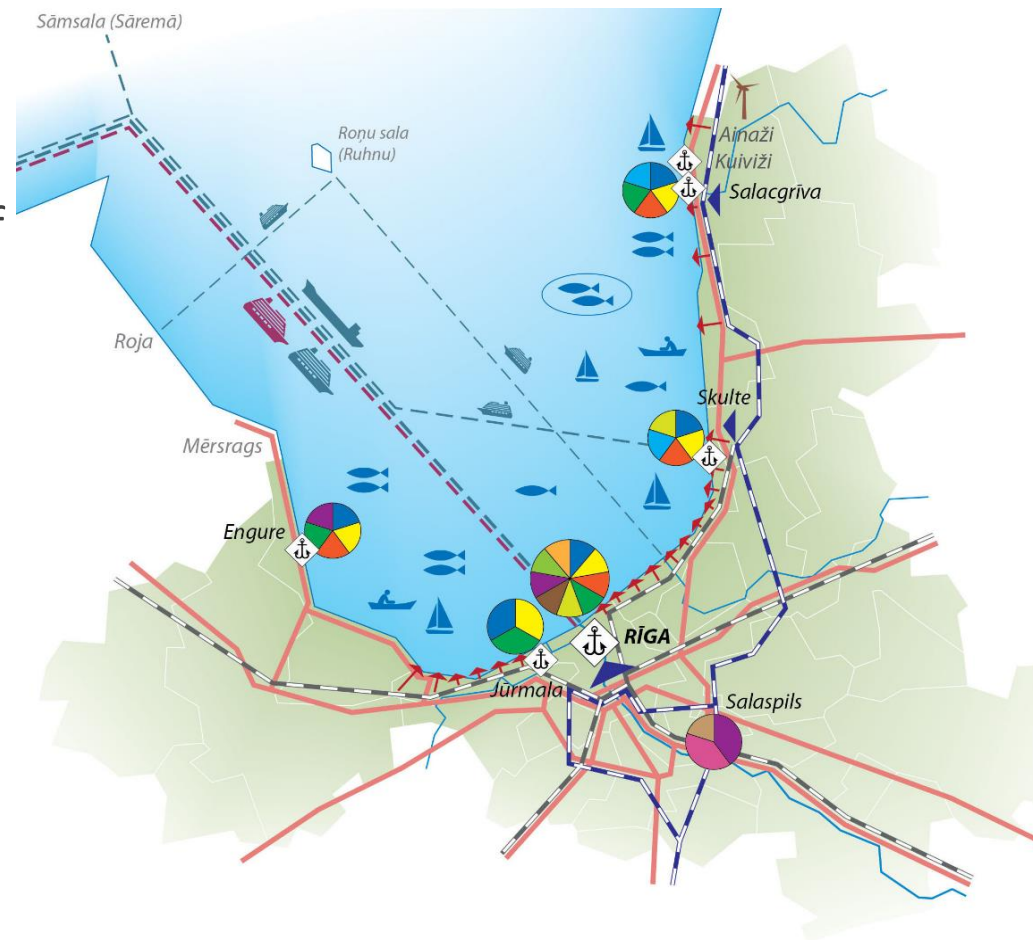 Sāmsala (Sāremā)
Roņu sala
(Ruhnu)
Ainaži
Kuiviži
Salacgrīva
Roja
Skulte
Mērsrags
Engure
RĪGA
Jūrmala
Salaspils